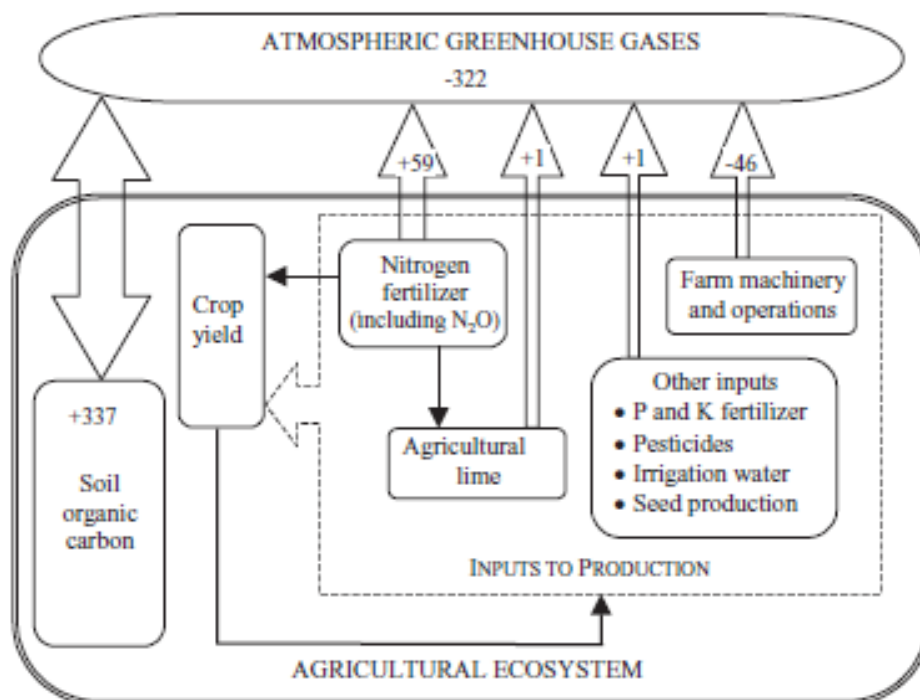 ATMOSPHERIC GREENHOUSE GASES
-322
+59
+1
+1
-46
Nitrogen
fertilizer
(including N₂O)
Crop
yield
Farm machinery
and operations
Other inputs
• P and K fertilizer
• Pesticides
• Irrigation water
• Seed production
+337
Soil
organic
carbon
Agricultural
lime
INPUTS TO PRODUCTION
AGRICULTURAL ECOSYSTEM